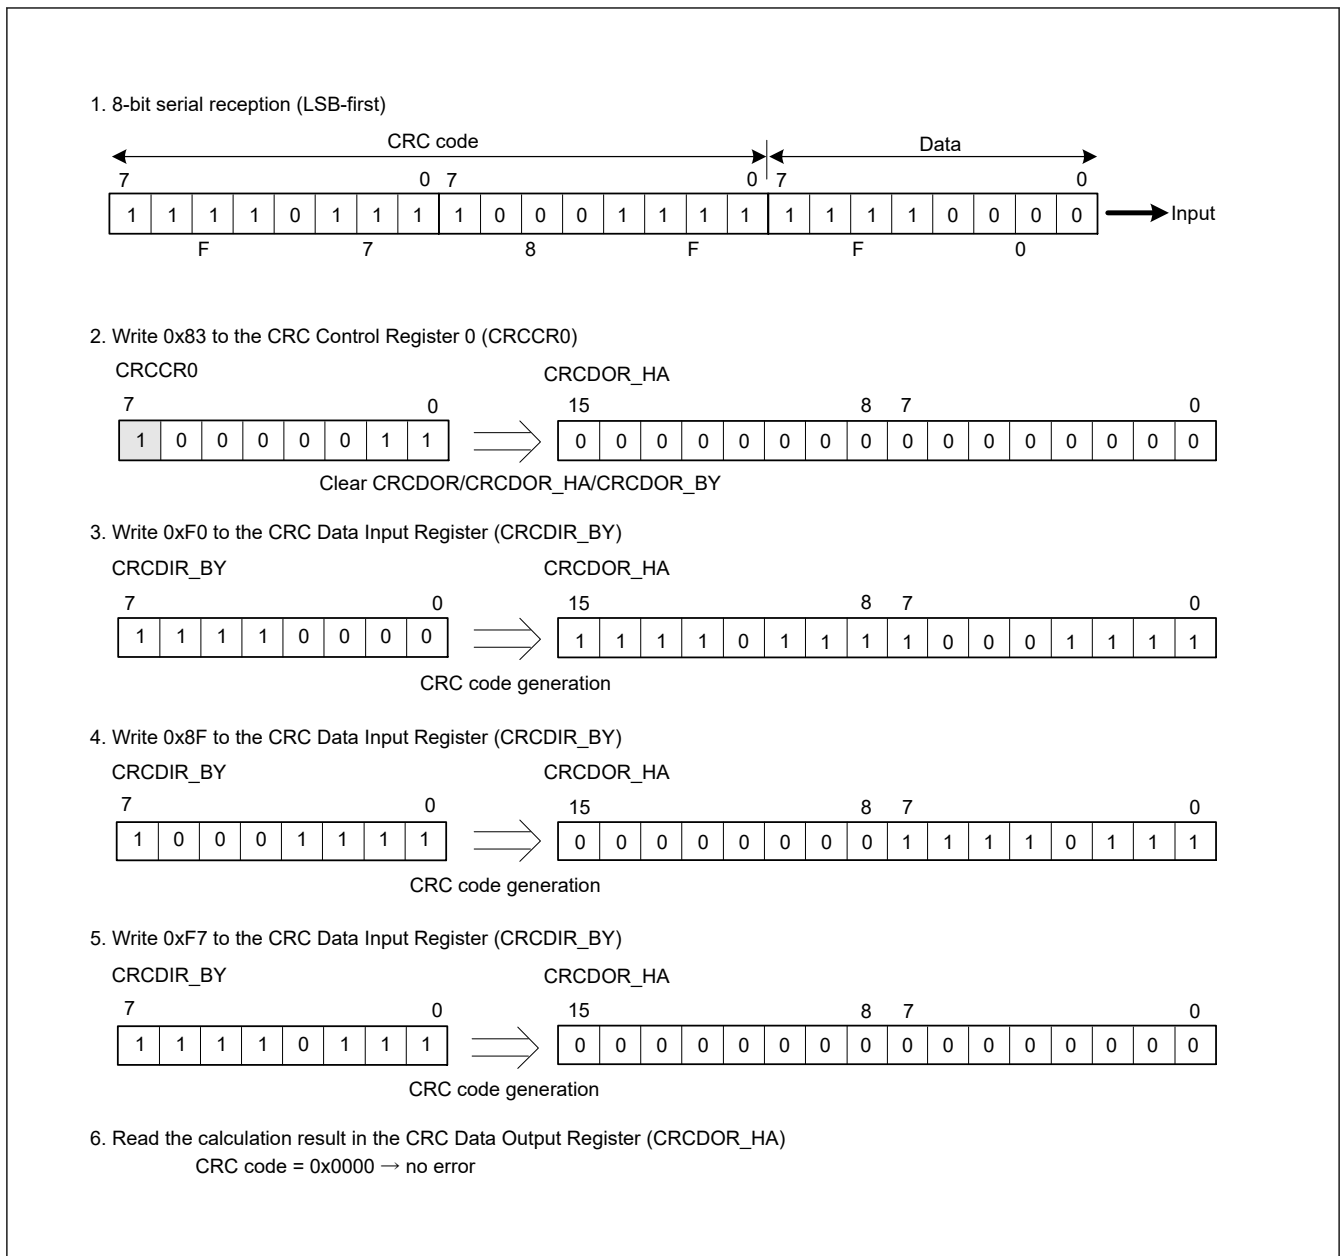 1. 8-bit serial reception (LSB-first)
CRC code Data
7 0 7 0 7 0
1 1 1 1 0 1 1 1 1 0 0 0 1 1 1 1 1 1 1 1 0 0 0 0 Input
F 7 8 F F 0
2. Write 0x83 to the CRC Control Register 0 (CRCCR0)
CRCCR0 CRCDOR_HA
7 0 15 8 7 0
1 0 0 0 0 0 1 1 0 0 0 0 0 0 0 0 0 0 0 0 0 0 0 0
Clear CRCDOR/CRCDOR_HA/CRCDOR_BY
3. Write 0xF0 to the CRC Data Input Register (CRCDIR_BY)
CRCDIR_BY CRCDOR_HA
7 0 15 8 7 0
1 1 1 1 0 0 0 0 1 1 1 1 0 1 1 1 1 0 0 0 1 1 1 1
CRC code generation
4. Write 0x8F to the CRC Data Input Register (CRCDIR_BY)
CRCDIR_BY CRCDOR_HA
7 0 15 8 7 0
1 0 0 0 1 1 1 1 0 0 0 0 0 0 0 0 1 1 1 1 0 1 1 1
CRC code generation
5. Write 0xF7 to the CRC Data Input Register (CRCDIR_BY)
CRCDIR_BY CRCDOR_HA
7 0 15 8 7 0
1 1 1 1 0 1 1 1 0 0 0 0 0 0 0 0 0 0 0 0 0 0 0 0
CRC code generation
6. Read the calculation result in the CRC Data Output Register (CRCDOR_HA)
CRC code = 0x0000 → no error